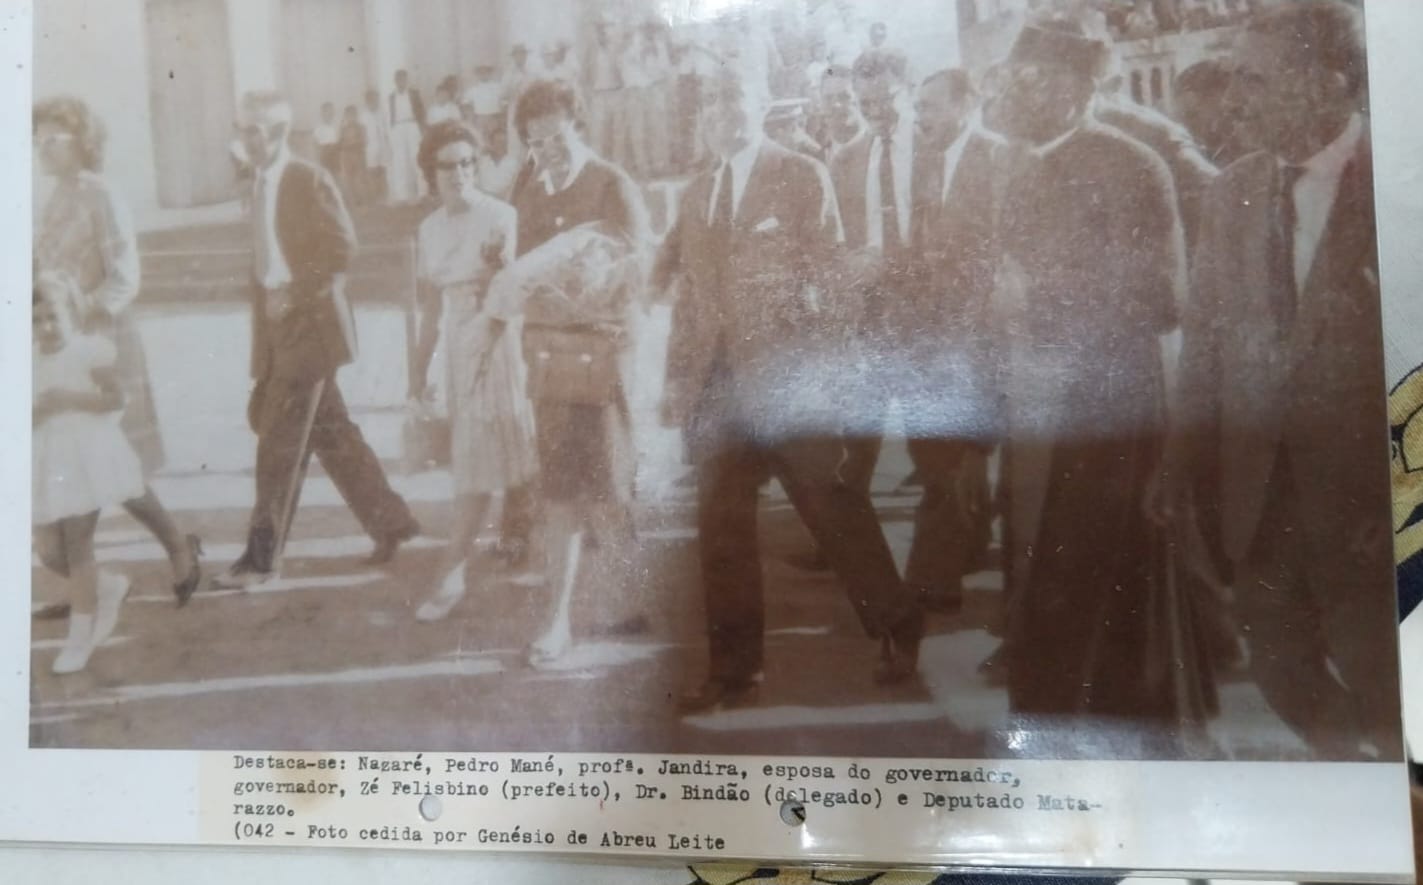 Destaca-se: Nazaré, Pedro Mané, profª. Jandira, esposa do governador,
governador, Zé Felisbino (prefeito), Dr. Bindão (delegado) e Deputado Mata-
razzo.
(042 - Foto cedida por Genésio de Abreu Leite